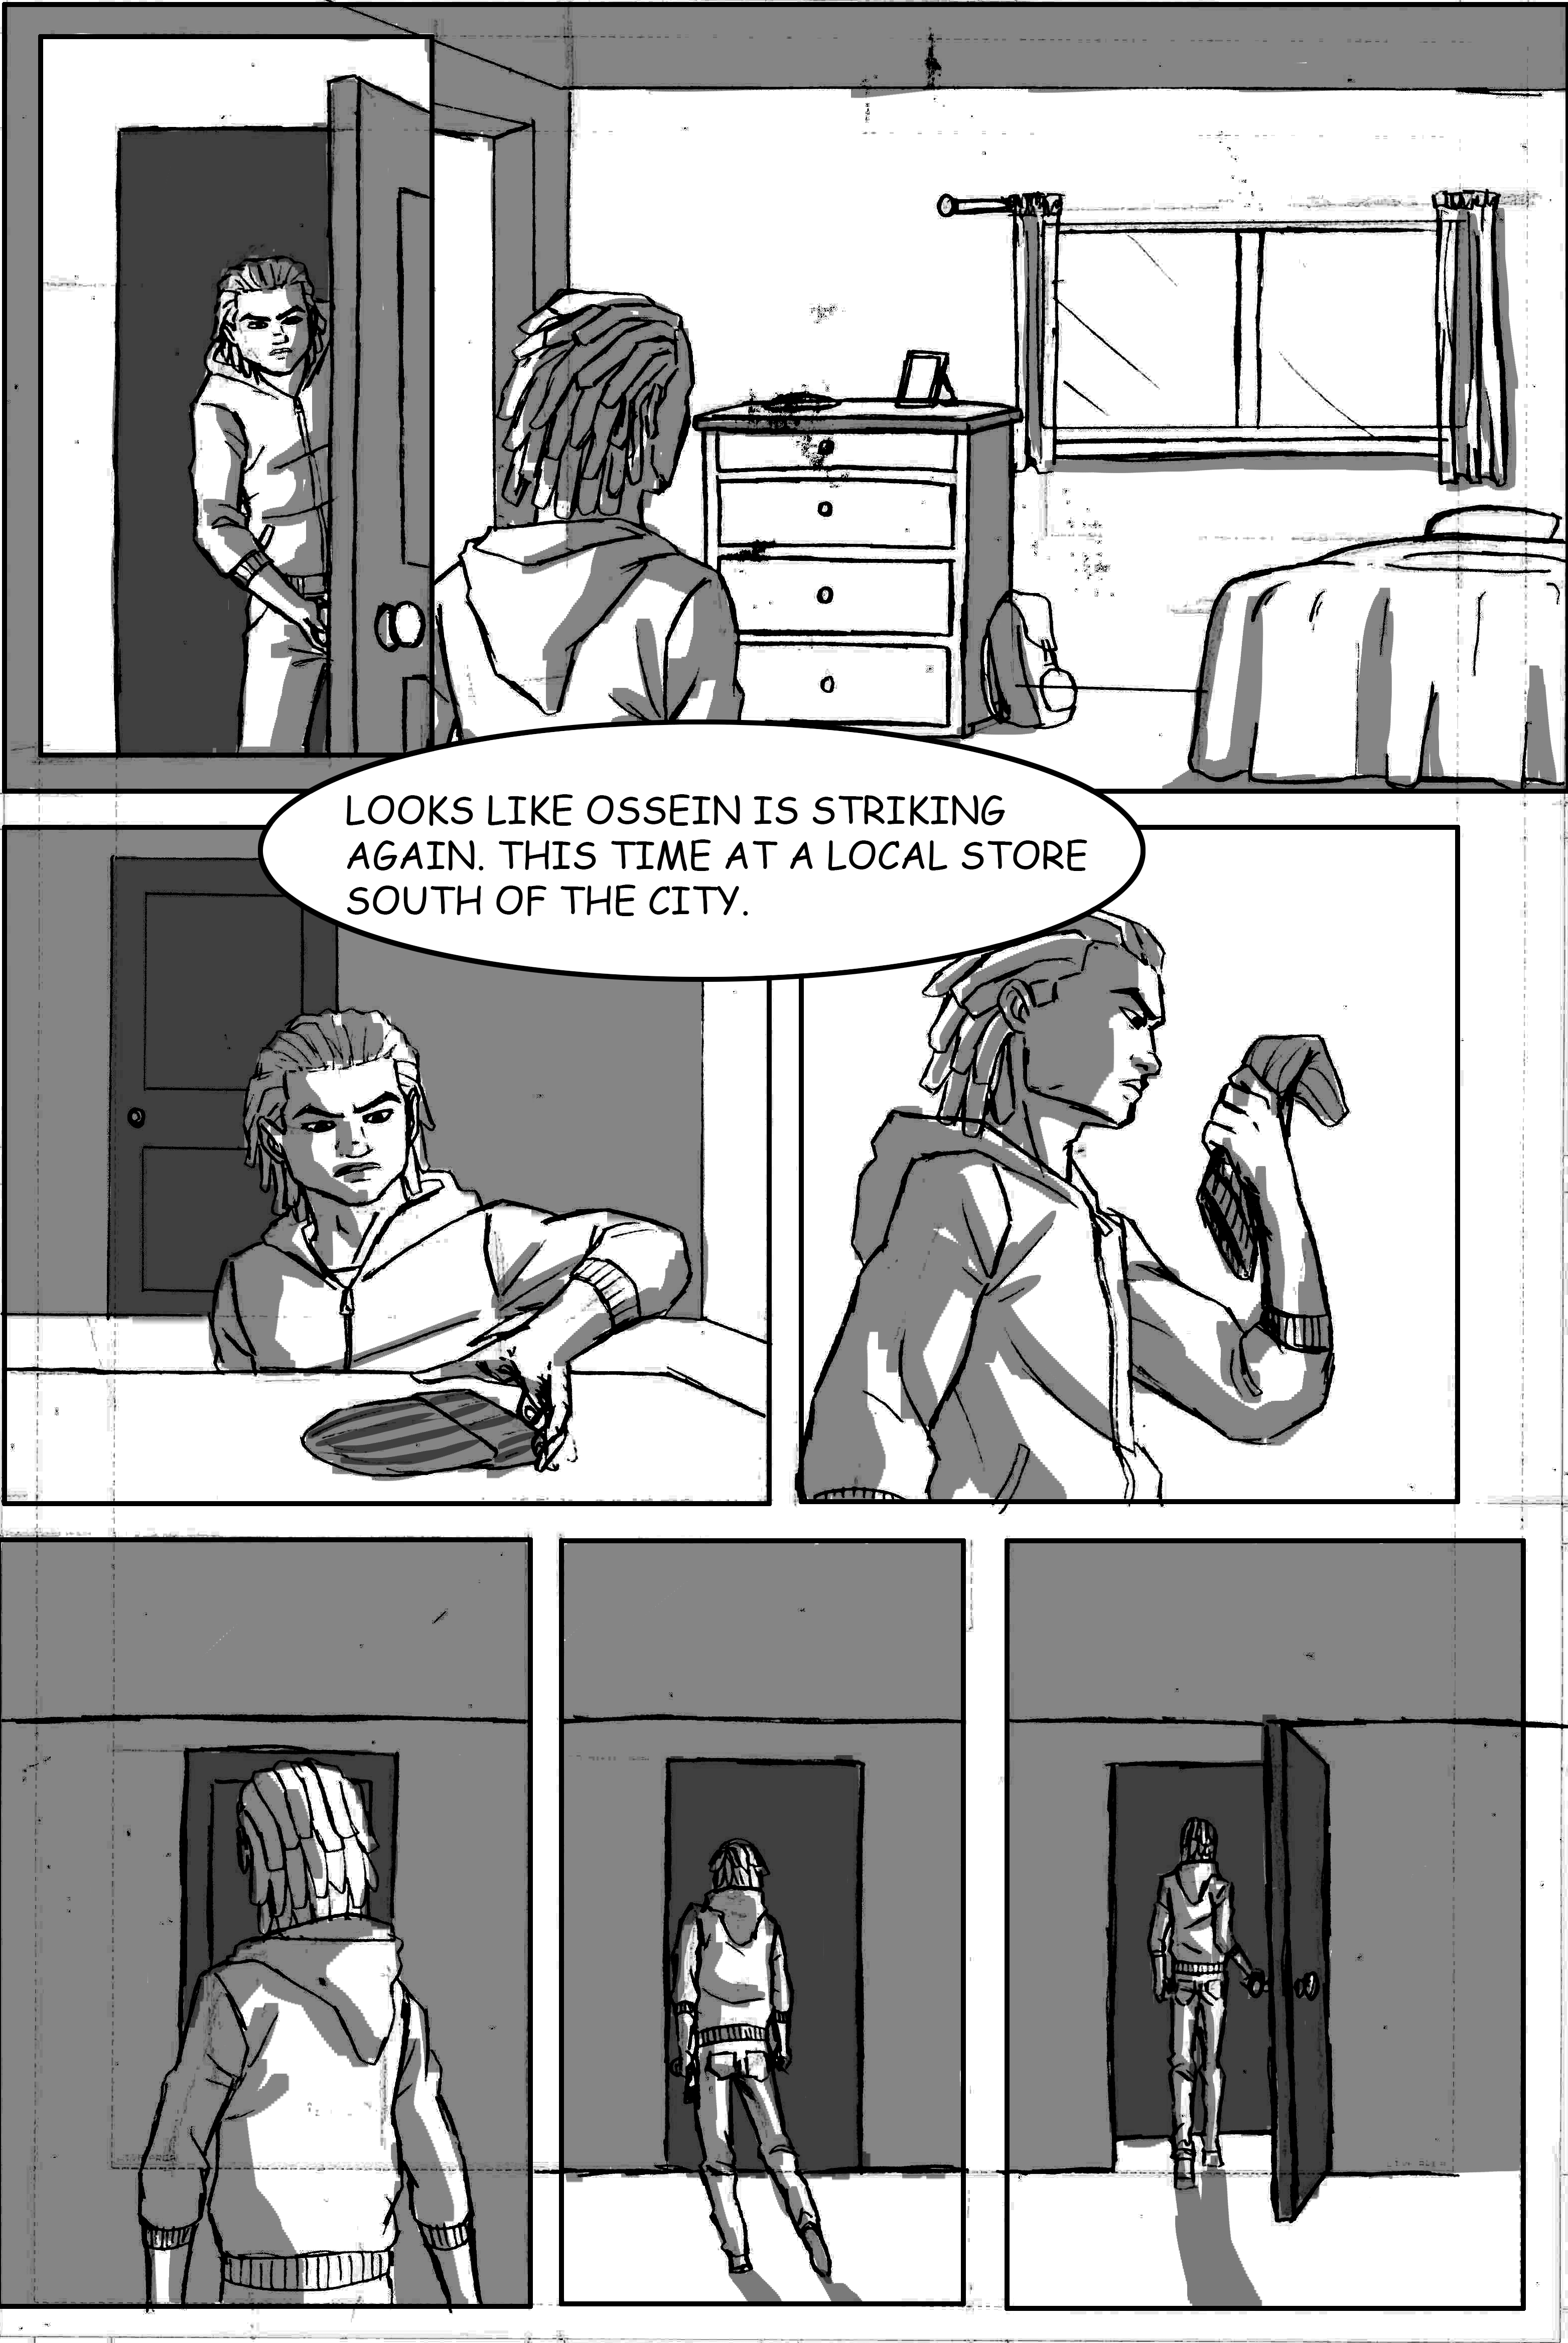 LOOKS LIKE OSSEIN IS STRIKING
AGAIN. THIS TIME AT A LOCAL STORE
SOUTH OF THE CITY.